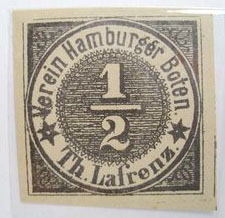 Verein Hamburger Boten.
1/2
Th. Lafrenz.